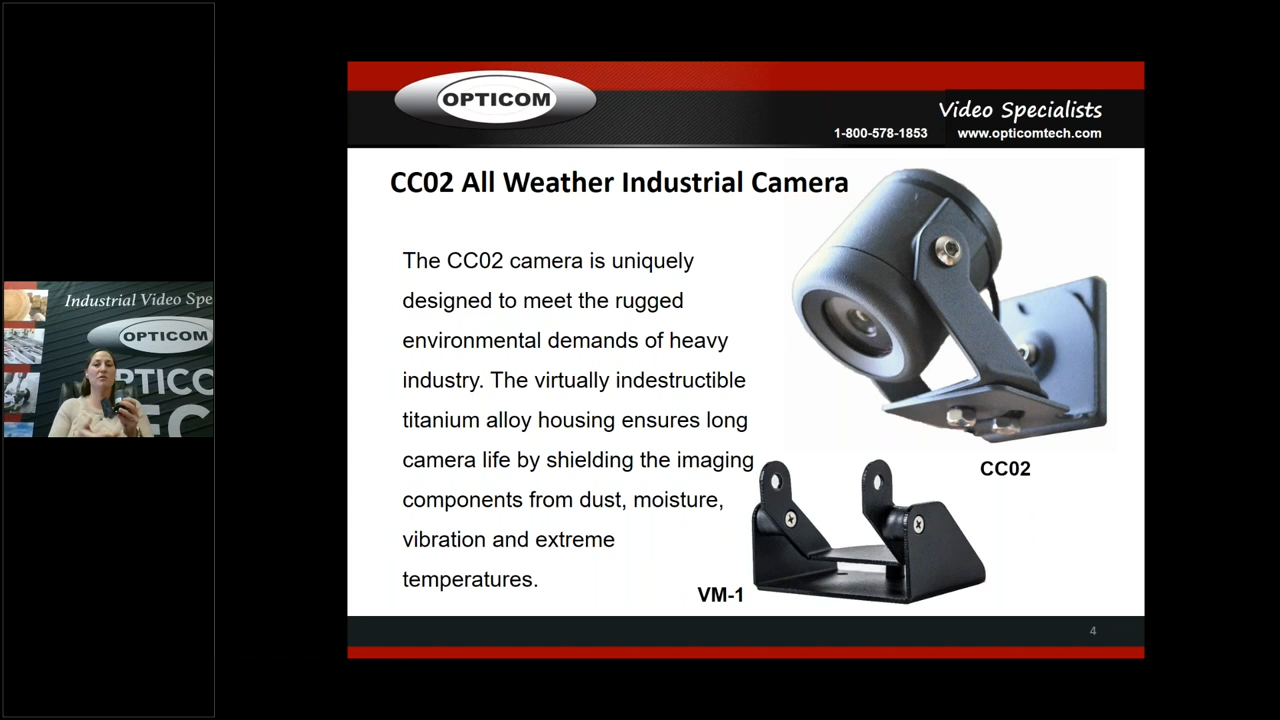 OPTICOM
Video Specialists
1-800-578-1853 www.opticomtech.com
CC02 All Weather Industrial Camera
The CC02 camera is uniquely
designed to meet the rugged
environmental demands of heavy
industry. The virtually indestructible
titanium alloy housing ensures long
camera life by shielding the imaging
components from dust, moisture,
vibration and extreme
temperatures.
CC02
VM-1
4
Industrial Video Spe
OPTICOM